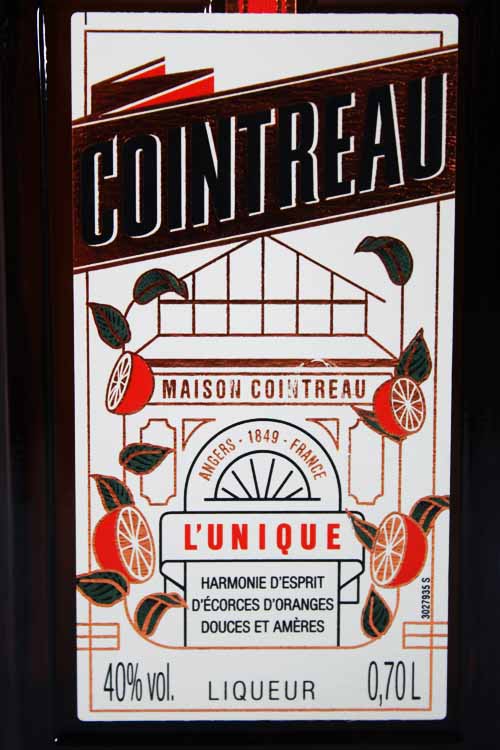 COINTREAU
MAISON COINTREAU
ANGERS - 1849 - FRANCE
L'UNIQUE
HARMONIE D'ESPRIT
D'ÉCORCES D'ORANGES
DOUCES ET AMÈRES
3027935 S
40% vol. LIQUEUR 0,70 L